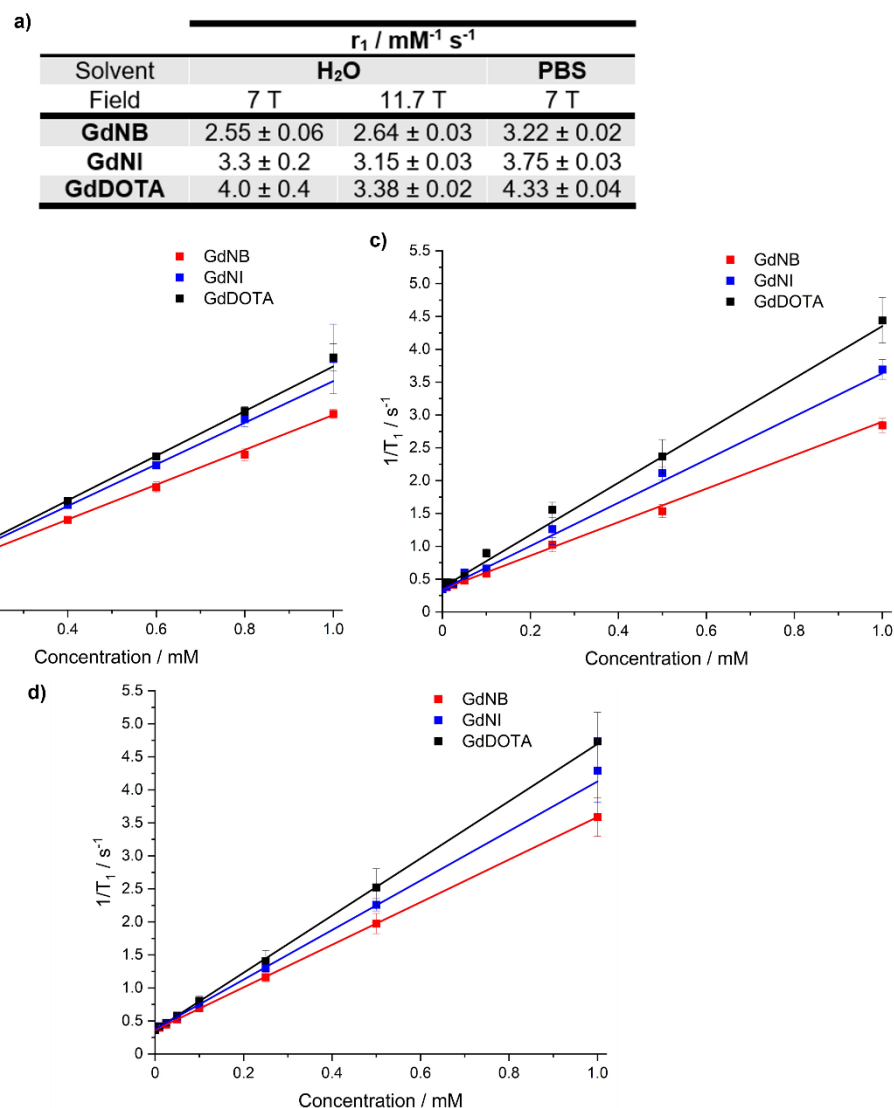 a)
r₁ / mM⁻¹ s⁻¹
Solvent H₂O PBS
Field 7 T 11.7 T 7 T
GdNB 2.55 ± 0.06 2.64 ± 0.03 3.22 ± 0.02
GdNI 3.3 ± 0.2 3.15 ± 0.03 3.75 ± 0.03
GdDOTA 4.0 ± 0.4 3.38 ± 0.02 4.33 ± 0.04
GdNB
GdNI
GdDOTA
0.4 0.6 0.8 1.0
Concentration / mM
c)
GdNB
GdNI
GdDOTA
5.5
5.0
4.5
4.0
3.5
3.0
2.5
2.0
1.5
1.0
0.5
0
1/T₁ / s⁻¹
0 0.2 0.4 0.6 0.8 1.0
Concentration / mM
d)
GdNB
GdNI
GdDOTA
5.5
5.0
4.5
4.0
3.5
3.0
2.5
2.0
1.5
1.0
0.5
0
1/T₁ / s⁻¹
0 0.2 0.4 0.6 0.8 1.0
Concentration / mM